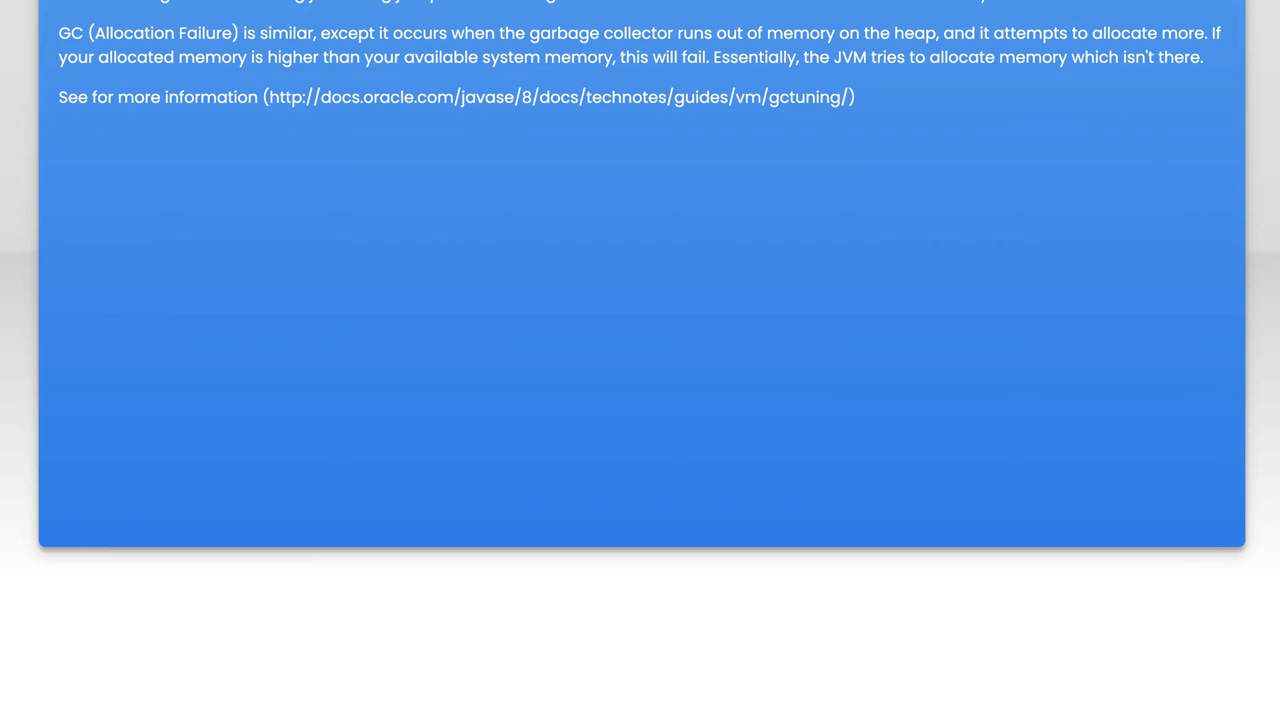 GC (Allocation Failure) is similar, except it occurs when the garbage collector runs out of memory on the heap, and it attempts to allocate more. If
your allocated memory is higher than your available system memory, this will fail. Essentially, the JVM tries to allocate memory which isn't there.
See for more information (http://docs.oracle.com/javase/8/docs/technotes/guides/vm/gctuning/)